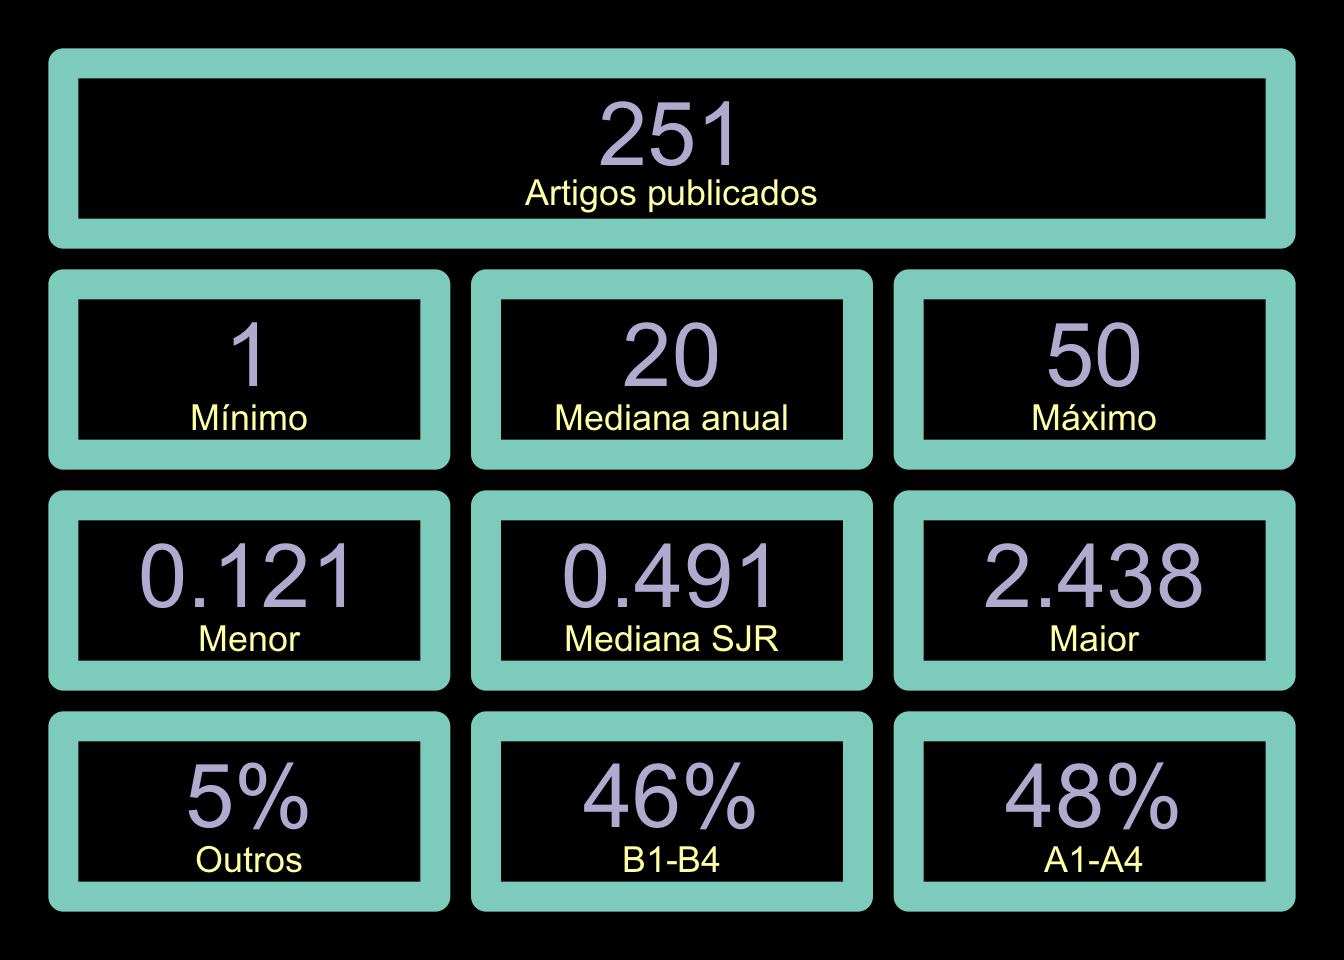 251
Artigos publicados
1
Mínimo
20
Mediana anual
50
Máximo
0.121
Menor
0.491
Mediana SJR
2.438
Maior
5%
Outros
46%
B1-B4
48%
A1-A4